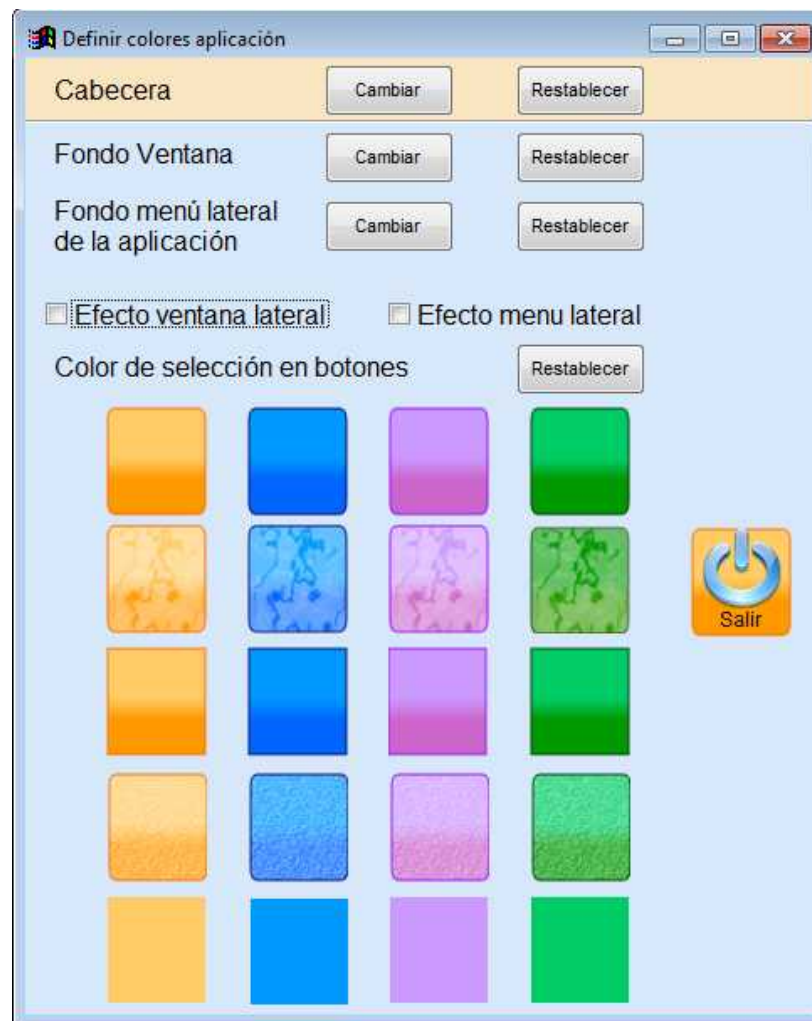 Definir colores aplicación
Cabecera Cambiar Restablecer
Fondo Ventana Cambiar Restablecer
Fondo menú lateral
de la aplicación Cambiar Restablecer
Efecto ventana lateral Efecto menu lateral
Color de selección en botones Restablecer
Salir